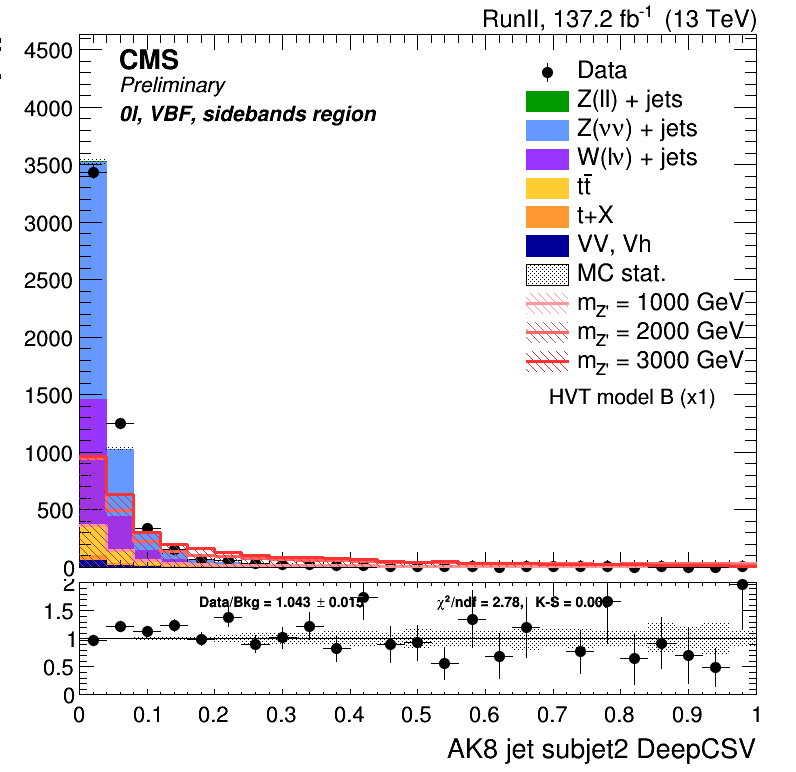 RunII, 137.2 fb⁻¹ (13 TeV)
CMS
Preliminary
0l, VBF, sidebands region
Data
Z(ll) + jets
Z(νν) + jets
W(lν) + jets
tt̄
t+X
VV, Vh
MC stat.
m_Z' = 1000 GeV
m_Z' = 2000 GeV
m_Z' = 3000 GeV
HVT model B (x1)
4500
4000
3500
3000
2500
2000
1500
1000
500
0
Data/Bkg = 1.043 ± 0.015
χ²/ndf = 2.78, K-S = 0.00
2
1.5
1
0.5
0
0 0.1 0.2 0.3 0.4 0.5 0.6 0.7 0.8 0.9 1
AK8 jet subjet2 DeepCSV